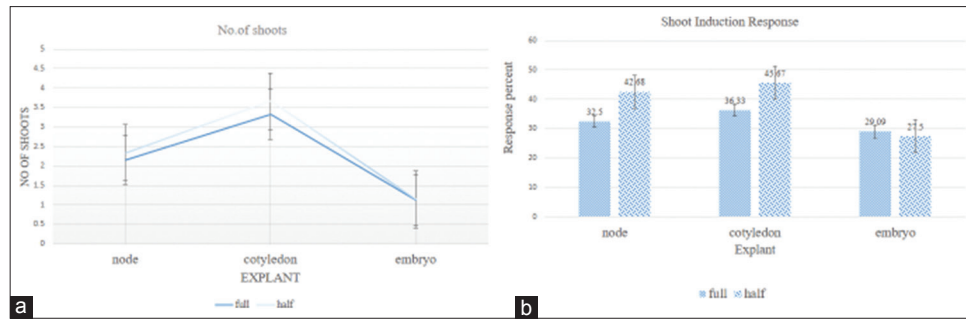 No.of shoots
NO OF SHOOTS
5
4.5
4
3.5
3
2.5
2
1.5
1
0.5
0
node cotyledon embryo
EXPLANT
full half
a
Shoot Induction Response
Response percent
60
50
40
30
20
10
0
32.5 42.68 36.33 45.67 29.09 27.5
node cotyledon embryo
Explant
full half
b